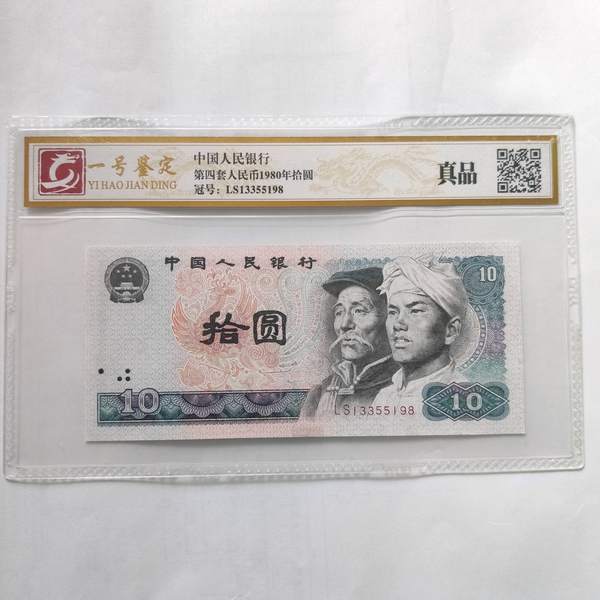 一号鉴定
YI HAO JIAN DING
中国人民银行
第四套人民币1980年拾圆
冠号: LS13355198
真品
中国人民银行
10
拾圆
10
LS13355198
10